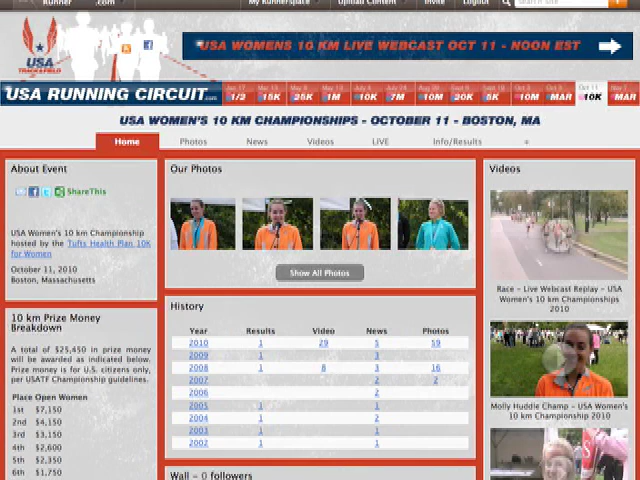 Runner .com My Runnerspace Upload Content Invite Logout Search Site
USA WOMENS 10 KM LIVE WEBCAST OCT 11 - NOON EST
USA
TRACK&FIELD
USA RUNNING CIRCUIT.com
10K 7M 10M 20K 5K 10M MAR 10K MAR
USA WOMEN'S 10 KM CHAMPIONSHIPS - OCTOBER 11 - BOSTON, MA
Home Photos News Videos LIVE Info/Results +
About Event
ShareThis
USA Women's 10 km Championship
hosted by the Tufts Health Plan 10K
for Women
October 11, 2010
Boston, Massachusetts
10 km Prize Money
Breakdown
A total of $25,450 in prize money
will be awarded as indicated below.
Prize money is for U.S. citizens only,
per USATF Championship guidelines.
Place Open Women
1st $7,150
2nd $4,150
3rd $3,150
4th $2,600
5th $2,350
6th $1,750
Our Photos
Show All Photos
History
Year Results Video News Photos
2010 1 29 5 59
2009 1 3
2008 1 8 3 16
2007 2 2
2006 2
2005 1 1
2004 1 2
2003 1 1
2002 1 1
Wall - 0 followers
Videos
Race - Live Webcast Replay - USA
Women's 10 km Championships
2010
Molly Huddle Champ - USA Women's
10 km Championship 2010